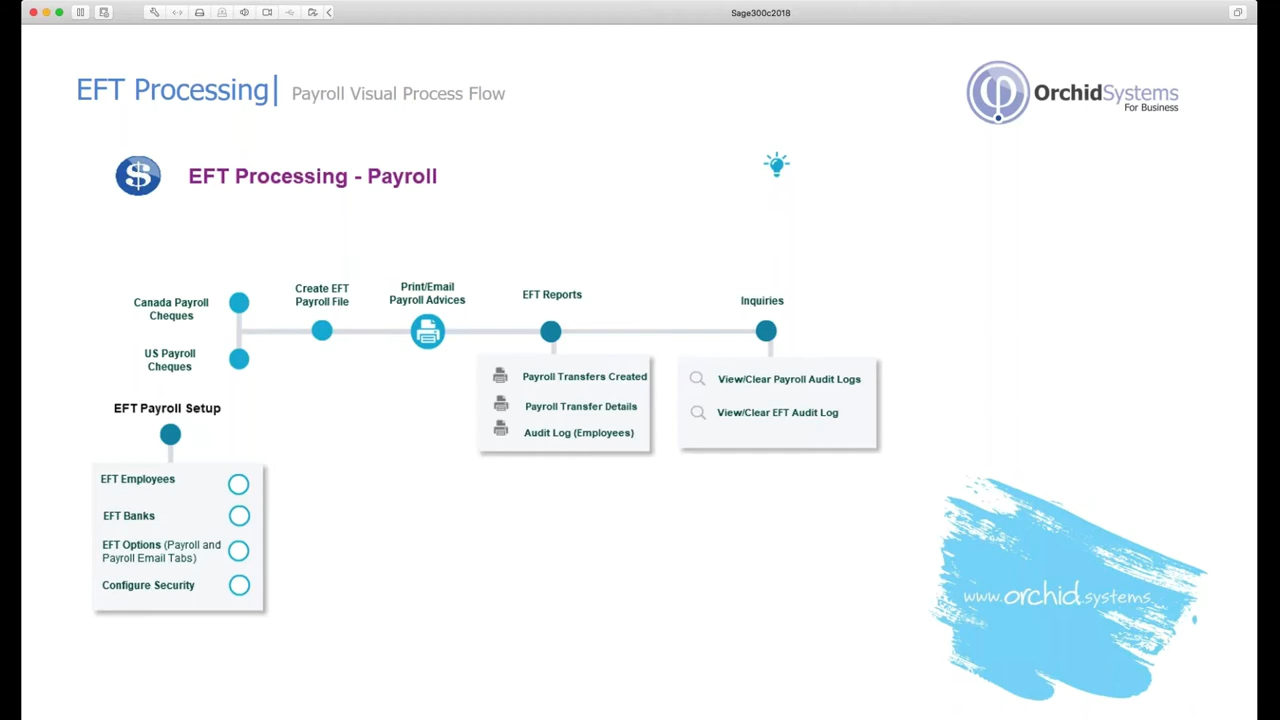 Sage300c2018
EFT Processing| Payroll Visual Process Flow
OrchidSystems
For Business
$ EFT Processing - Payroll
Canada Payroll
Cheques
Create EFT
Payroll File
Print/Email
Payroll Advices
EFT Reports
Inquiries
US Payroll
Cheques
Payroll Transfers Created
Payroll Transfer Details
Audit Log (Employees)
View/Clear Payroll Audit Logs
View/Clear EFT Audit Log
EFT Payroll Setup
EFT Employees
EFT Banks
EFT Options (Payroll and
Payroll Email Tabs)
Configure Security
www.orchid.systems